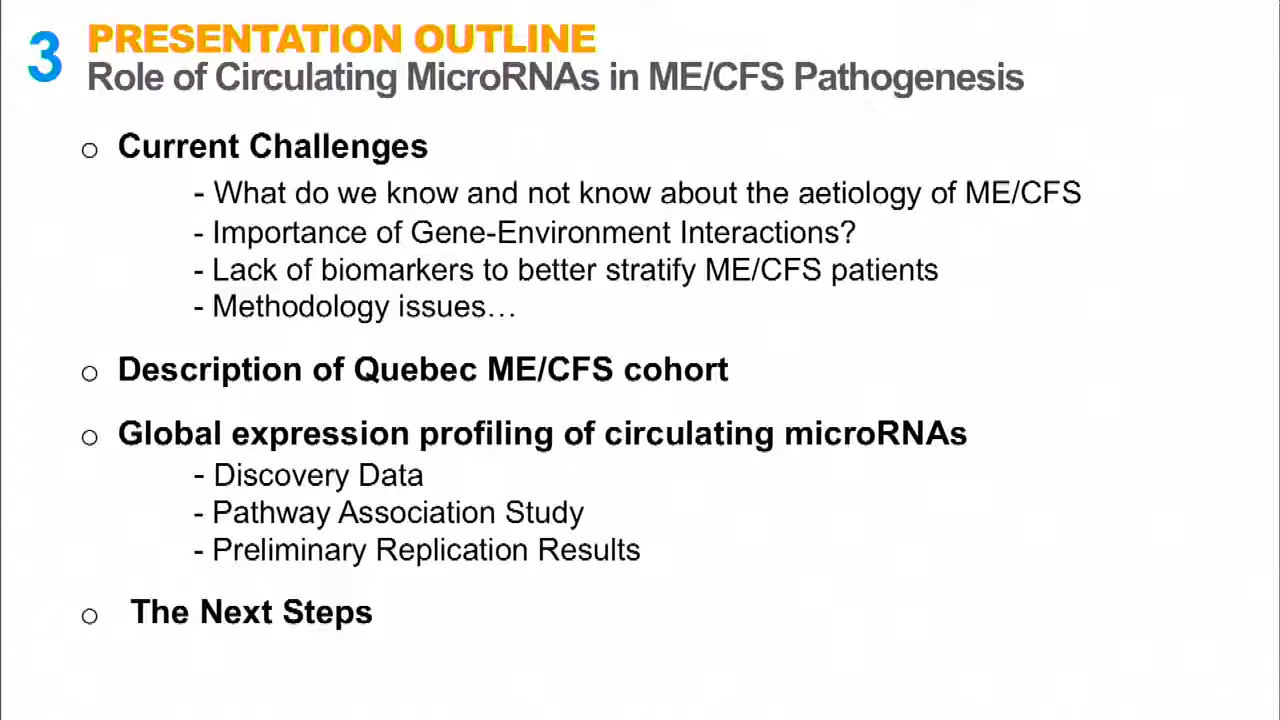 3
PRESENTATION OUTLINE
Role of Circulating MicroRNAs in ME/CFS Pathogenesis
o Current Challenges
- What do we know and not know about the aetiology of ME/CFS
- Importance of Gene-Environment Interactions?
- Lack of biomarkers to better stratify ME/CFS patients
- Methodology issues…
o Description of Quebec ME/CFS cohort
o Global expression profiling of circulating microRNAs
- Discovery Data
- Pathway Association Study
- Preliminary Replication Results
o The Next Steps